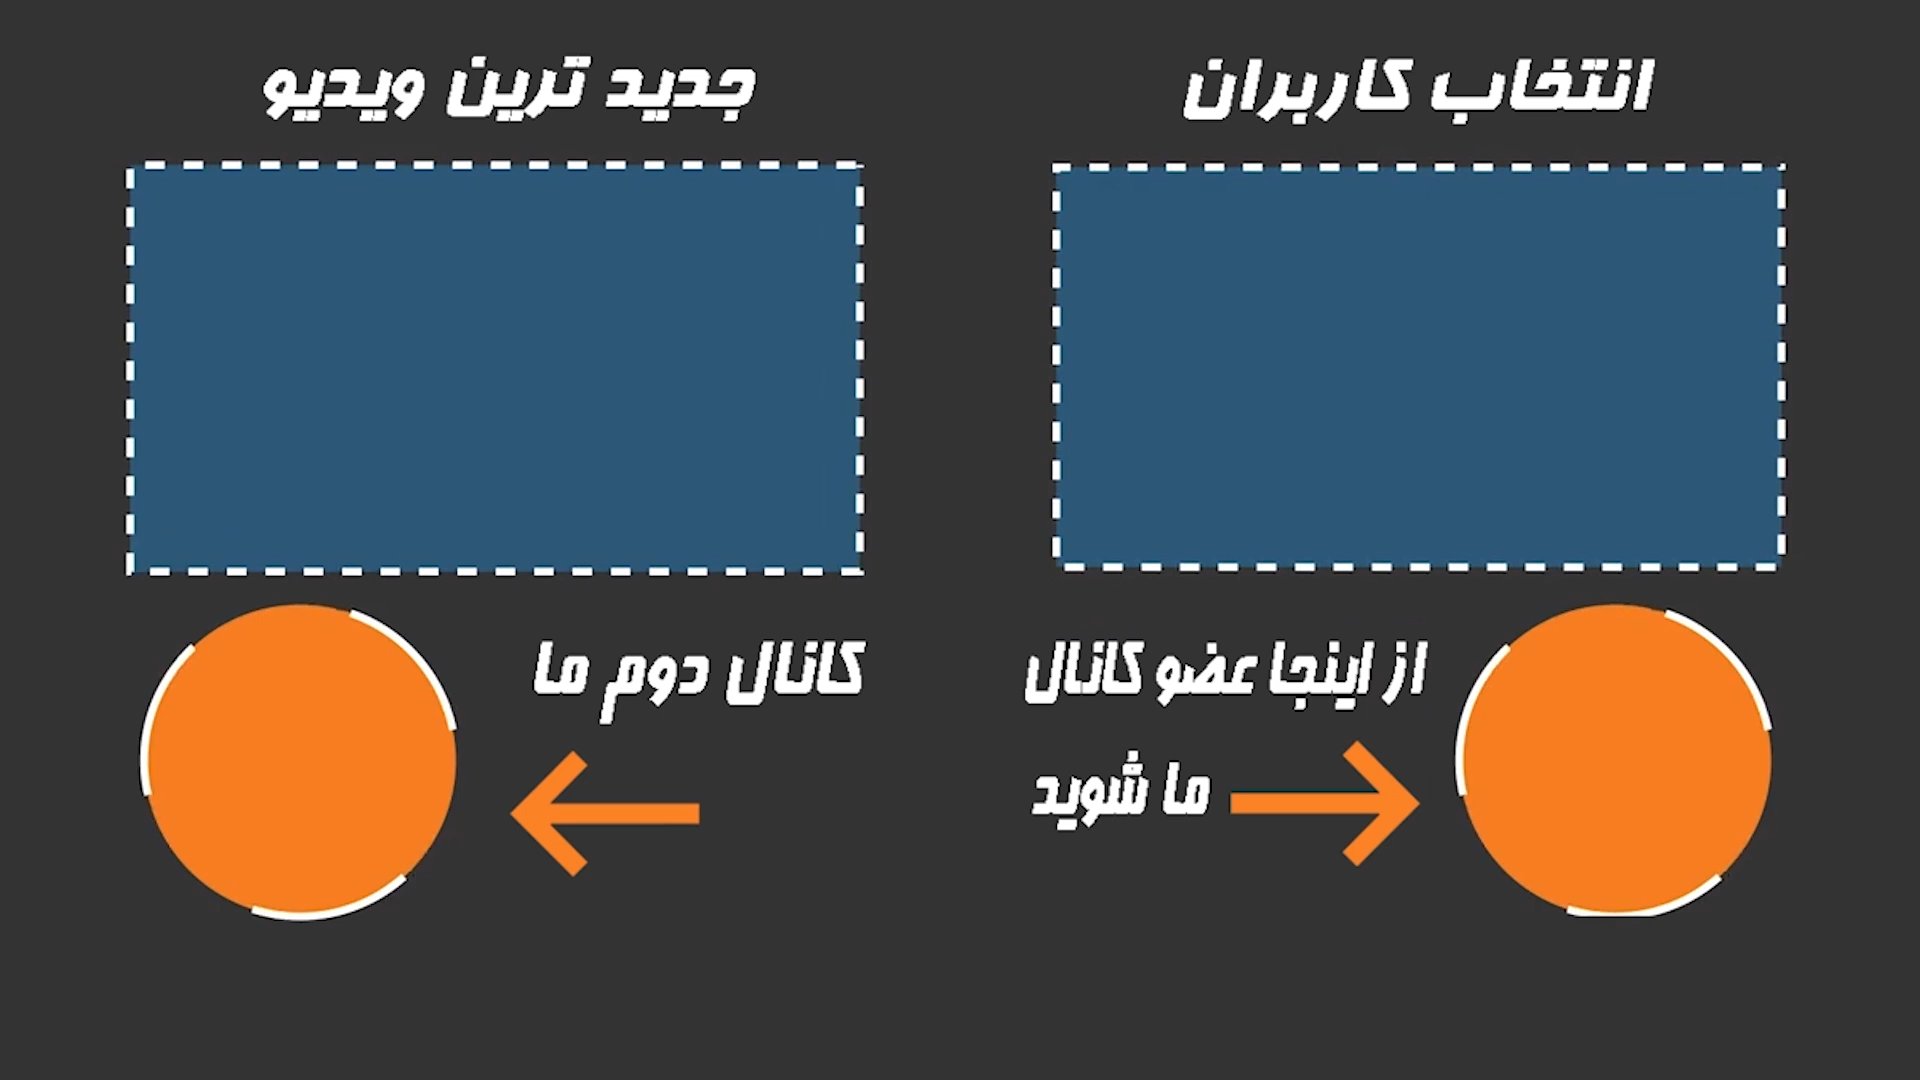 انتخاب کاربران
جدید ترین ویدیو
از اینجا عضو کانال
ما شوید
کانال دوم ما